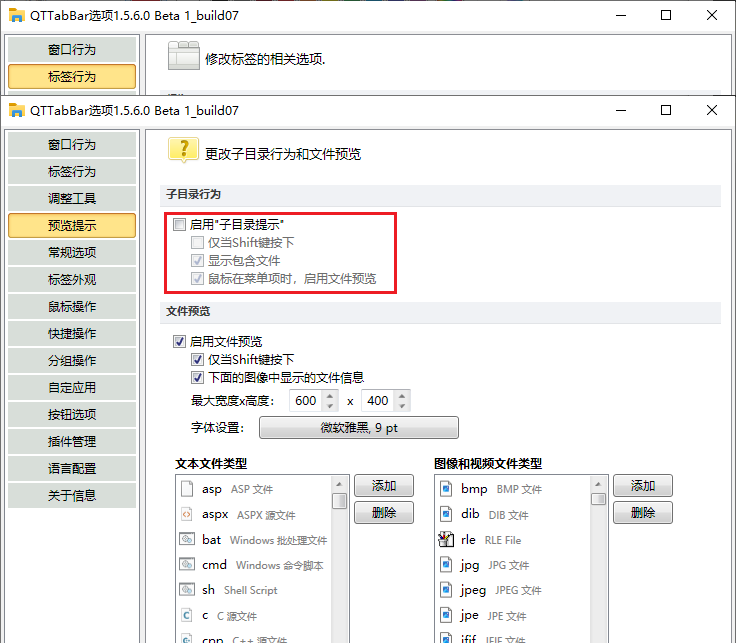 QTTabBar选项1.5.6.0 Beta 1_build07
窗口行为
标签行为
修改标签的相关选项.
QTTabBar选项1.5.6.0 Beta 1_build07
窗口行为
标签行为
调整工具
预览提示
常规选项
标签外观
鼠标操作
快捷操作
分组操作
自定应用
按钮选项
插件管理
语言配置
关于信息
更改子目录行为和文件预览
子目录行为
启用"子目录提示"
仅当Shift键按下
显示包含文件
鼠标在菜单项时，启用文件预览
文件预览
启用文件预览
仅当Shift键按下
下面的图像中显示的文件信息
最大宽度x高度： 600 x 400
字体设置： 微软雅黑, 9 pt
文本文件类型
asp ASP 文件
aspx ASPX 源文件
bat Windows 批处理文件
cmd Windows 命令脚本
sh Shell Script
c C 源文件
cpp C++ 源文件
添加
删除
图像和视频文件类型
bmp BMP 文件
dib DIB 文件
rle RLE File
jpg JPG 文件
jpeg JPEG 文件
jpe JPE 文件
jfif JFIF 文件
添加
删除